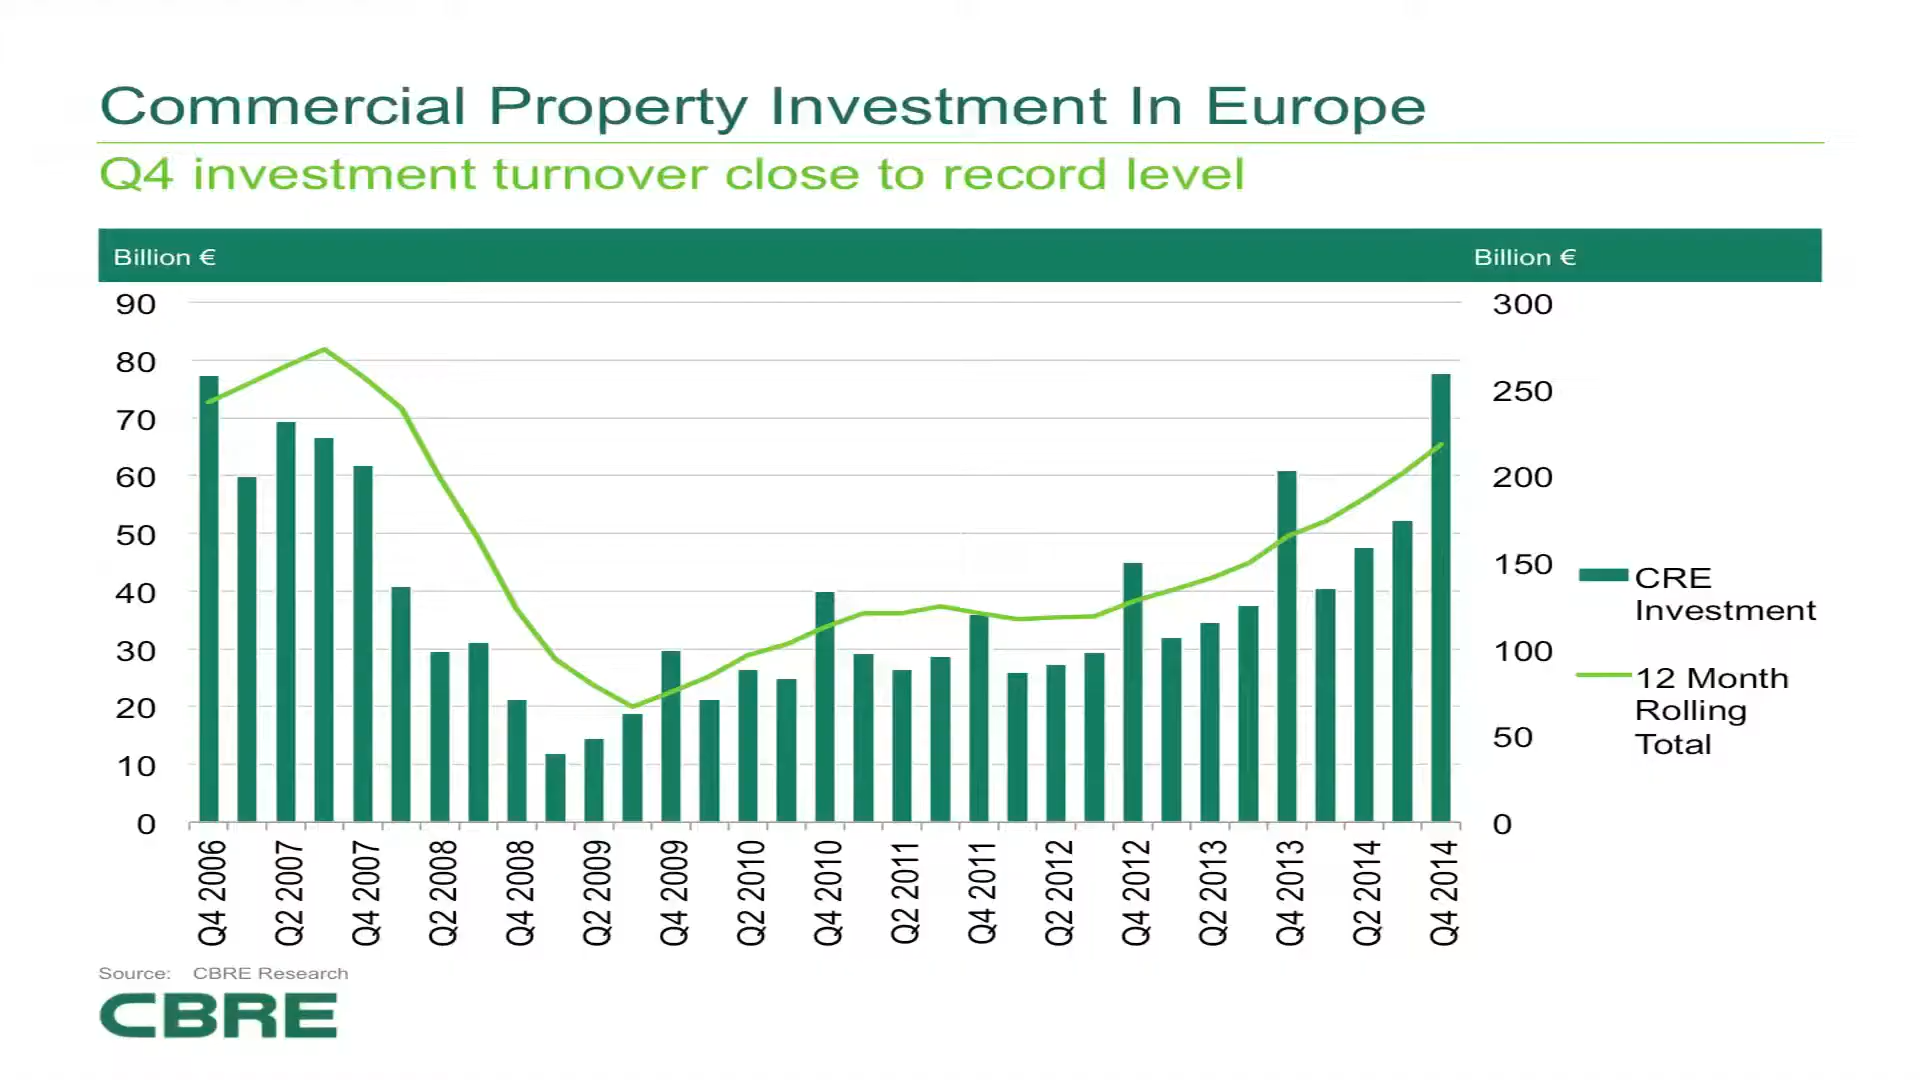 Commercial Property Investment In Europe
Q4 investment turnover close to record level
Billion € Billion €
90 300
80
70 250
60 200
50
40 150
30 100
20
10 50
0 0
CRE
Investment
12 Month
Rolling
Total
Q4 2006 Q2 2007 Q4 2007 Q2 2008 Q4 2008 Q2 2009 Q4 2009 Q2 2010 Q4 2010 Q2 2011 Q4 2011 Q2 2012 Q4 2012 Q2 2013 Q4 2013 Q2 2014 Q4 2014
Source: CBRE Research
CBRE